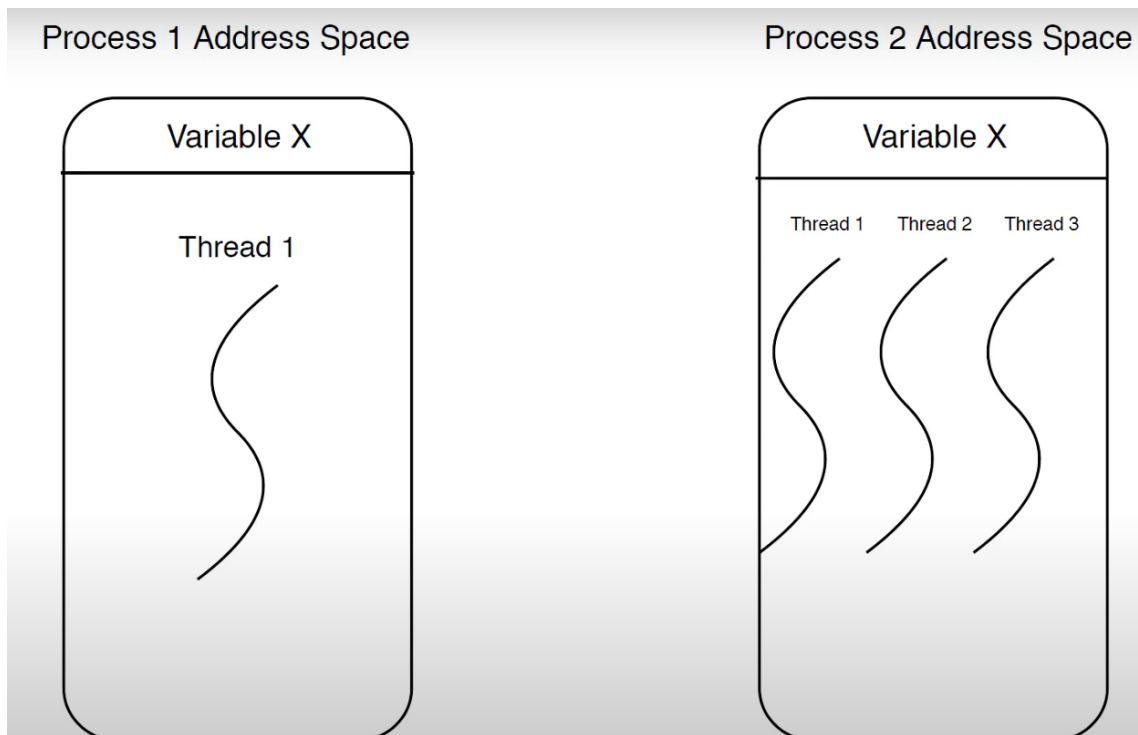 Process 1 Address Space
Process 2 Address Space
Variable X
Variable X
Thread 1
Thread 1
Thread 2
Thread 3